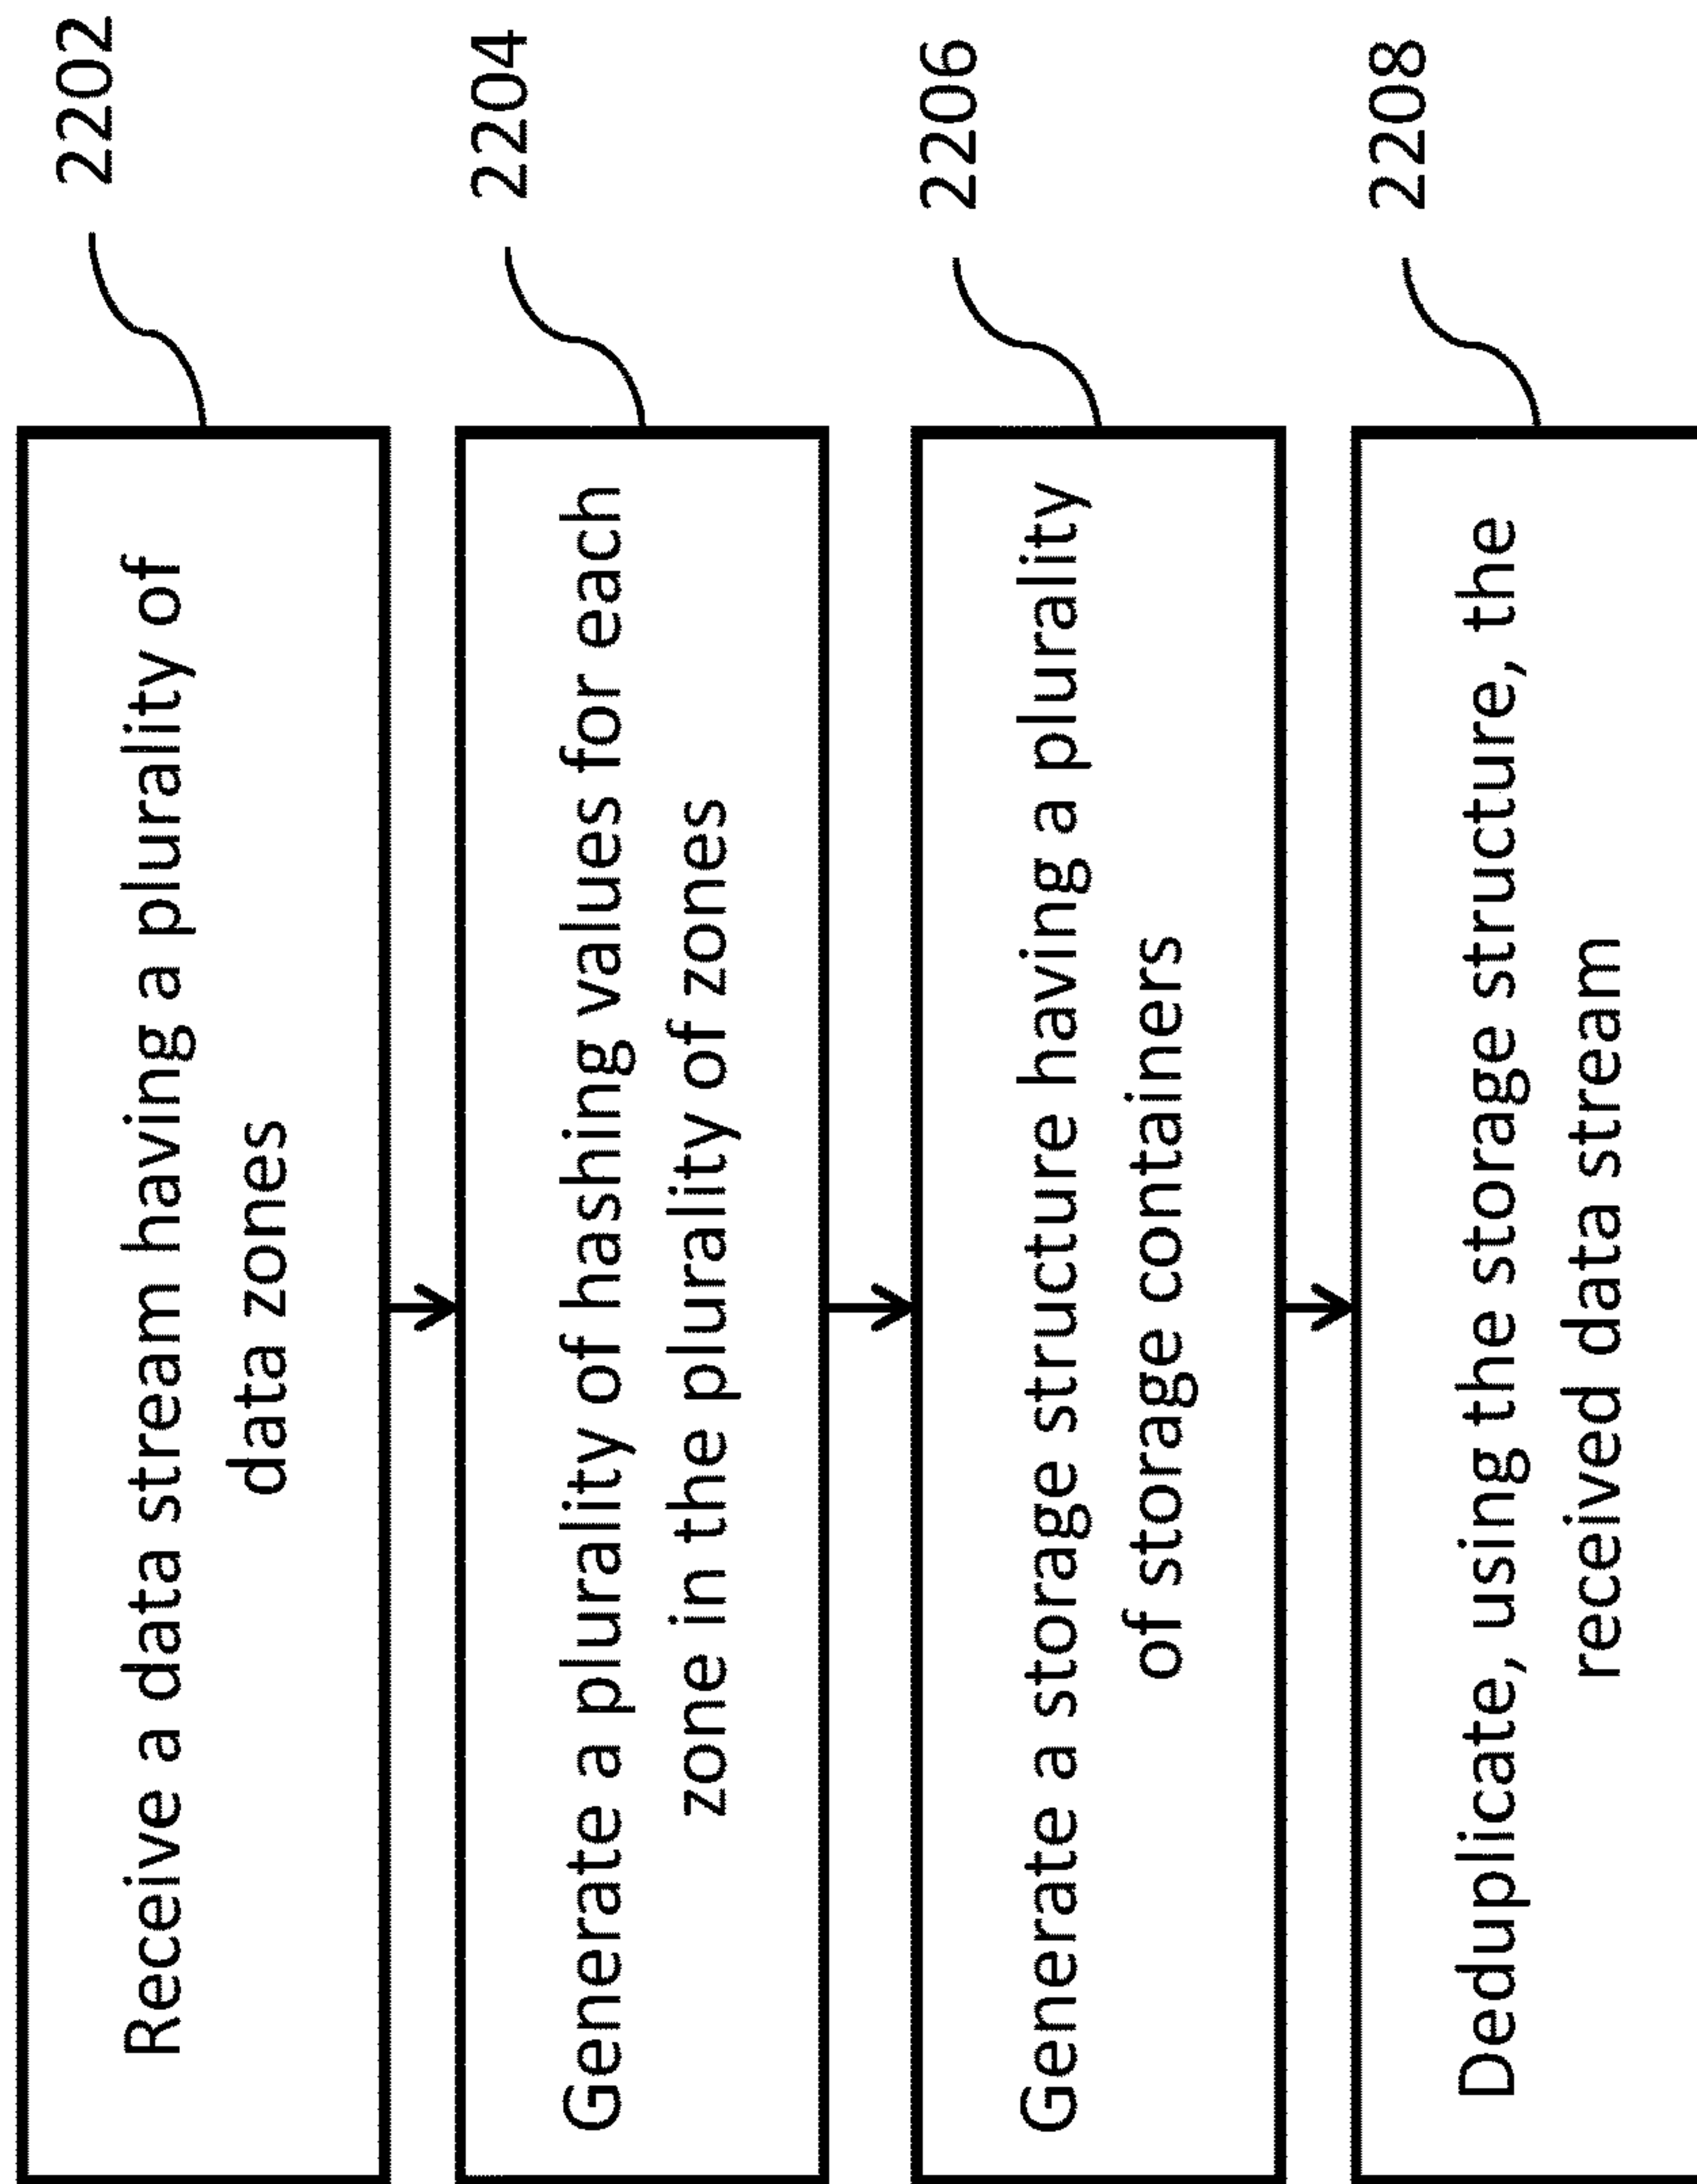 Receive a data stream having a plurality of
data zones
2202
Generate a plurality of hashing values for each
zone in the plurality of zones
2204
Generate a storage structure having a plurality
of storage containers
2206
Deduplicate, using the storage structure, the
received data stream
2208